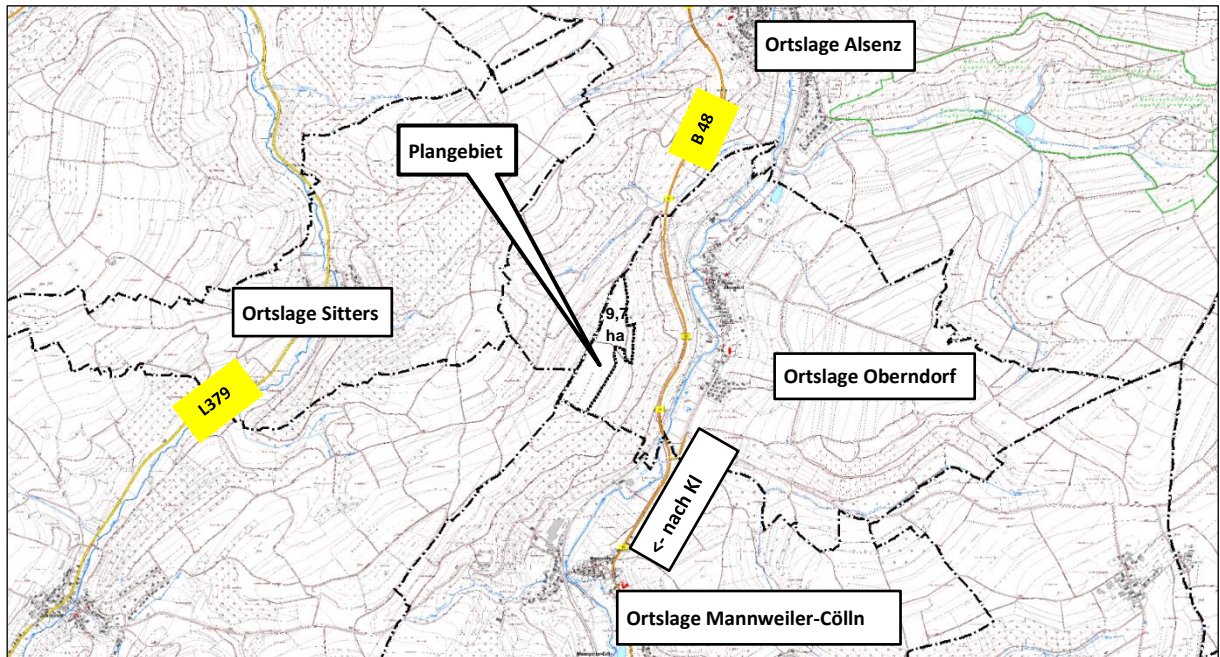 Ortslage Alsenz
B 48
Plangebiet
Ortslage Sitters
9,7
ha
L379
Ortslage Oberndorf
<- nach Kl
Ortslage Mannweiler-Cölln